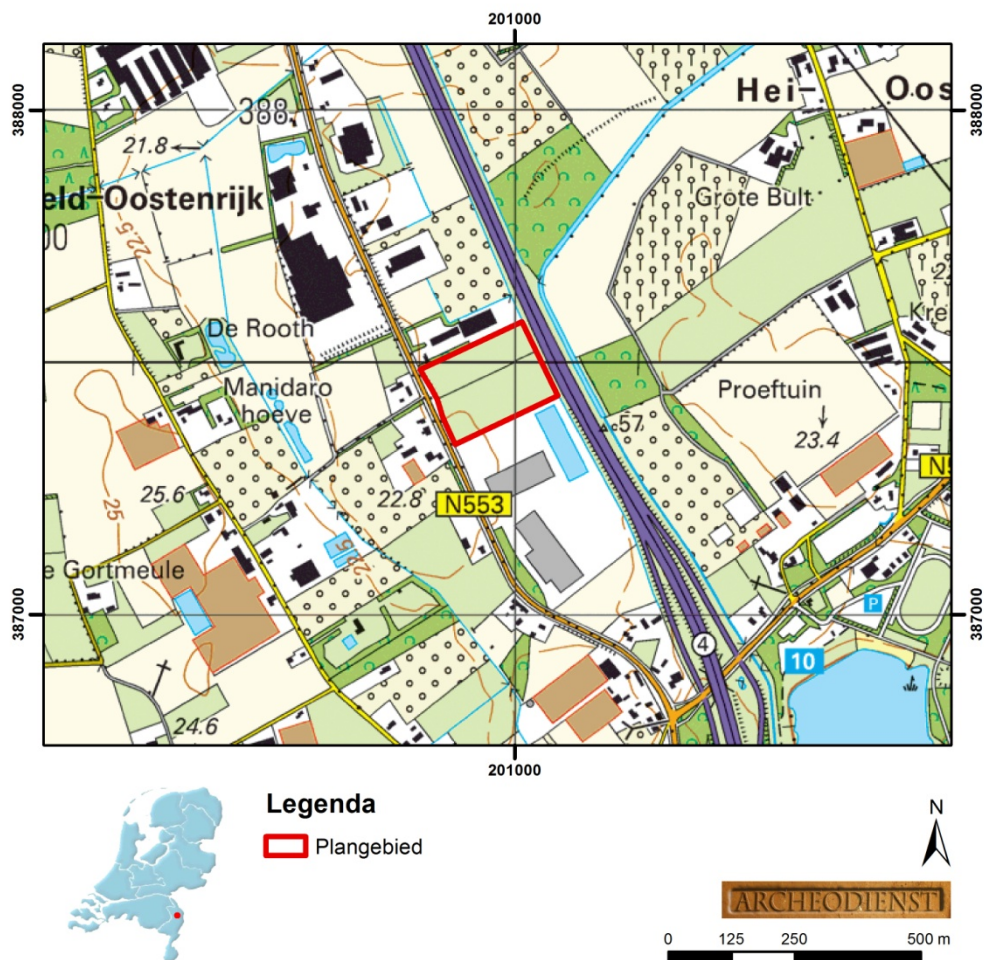 201000
388000
388000
Hei-
Oos
388
21.8
eld-Oostenrijk
Grote Bult
22.5
De Rooth
Kre
Manidaro
hoeve
Proeftuin
57
23.4
25.6
25
22.8
N553
e Gortmeule
387000
387000
P
4
10
24.6
201000
Legenda
Plangebied
N
ARCHEODIENST
0 125 250 500 m